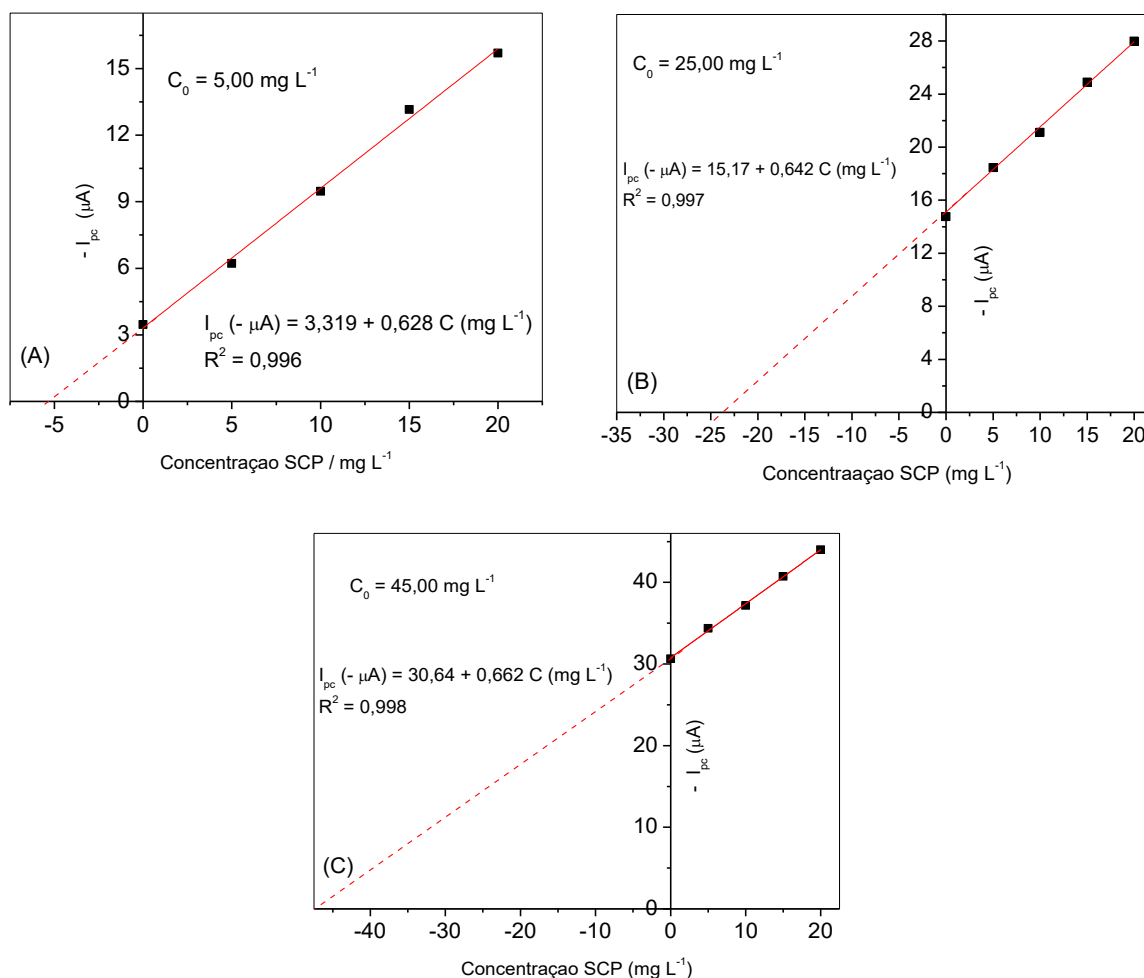 C0 = 5,00 mg L-1
15
12
9
6
3
0
- Ipc (μA)
Ipc (- μA) = 3,319 + 0,628 C (mg L-1)
R2 = 0,996
(A)
-5 0 5 10 15 20
Concentraçao SCP / mg L-1
C0 = 25,00 mg L-1
28
24
20
16
12
8
4
0
Ipc (- μA) = 15,17 + 0,642 C (mg L-1)
R2 = 0,997
- Ipc (μA)
(B)
-35 -30 -25 -20 -15 -10 -5 0 5 10 15 20
Concentraaçao SCP (mg L-1)
C0 = 45,00 mg L-1
40
30
20
10
0
Ipc (- μA) = 30,64 + 0,662 C (mg L-1)
R2 = 0,998
- Ipc (μA)
(C)
-40 -30 -20 -10 0 10 20
Concentraçao SCP (mg L-1)